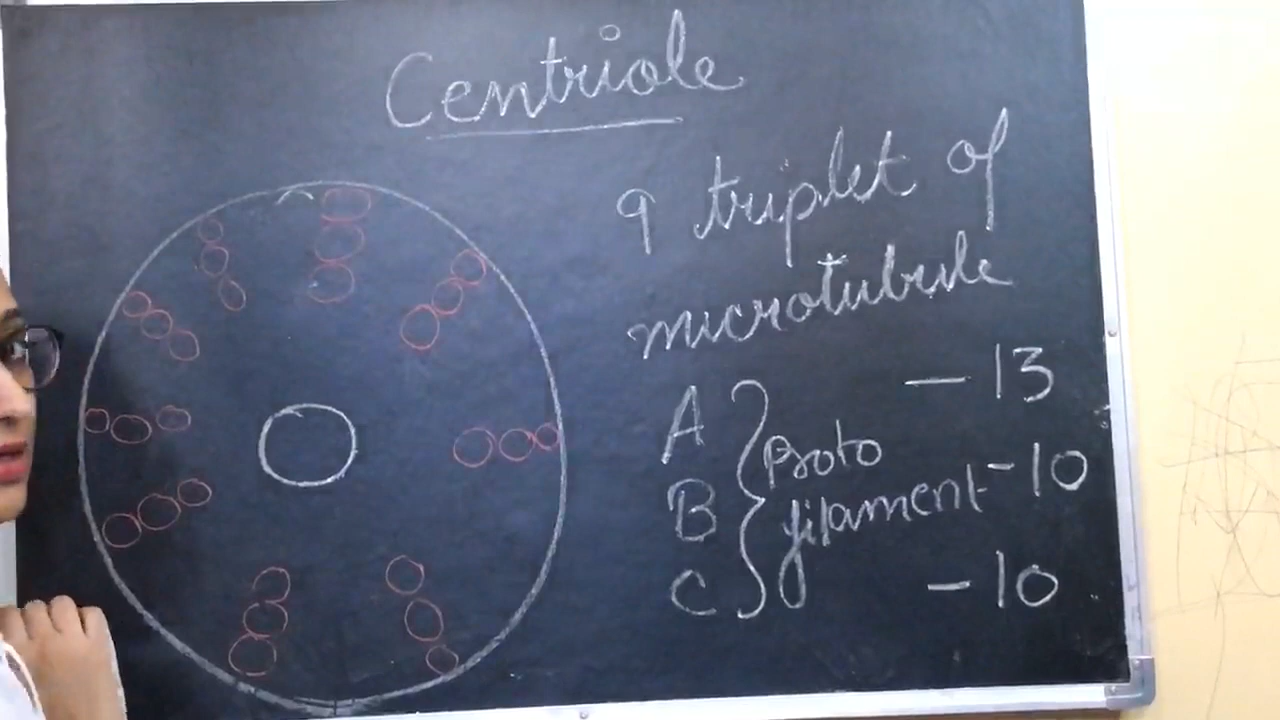 Centriole
9 triplet of
microtubule
A
B
C
Proto
filament
- 13
- 10
- 10